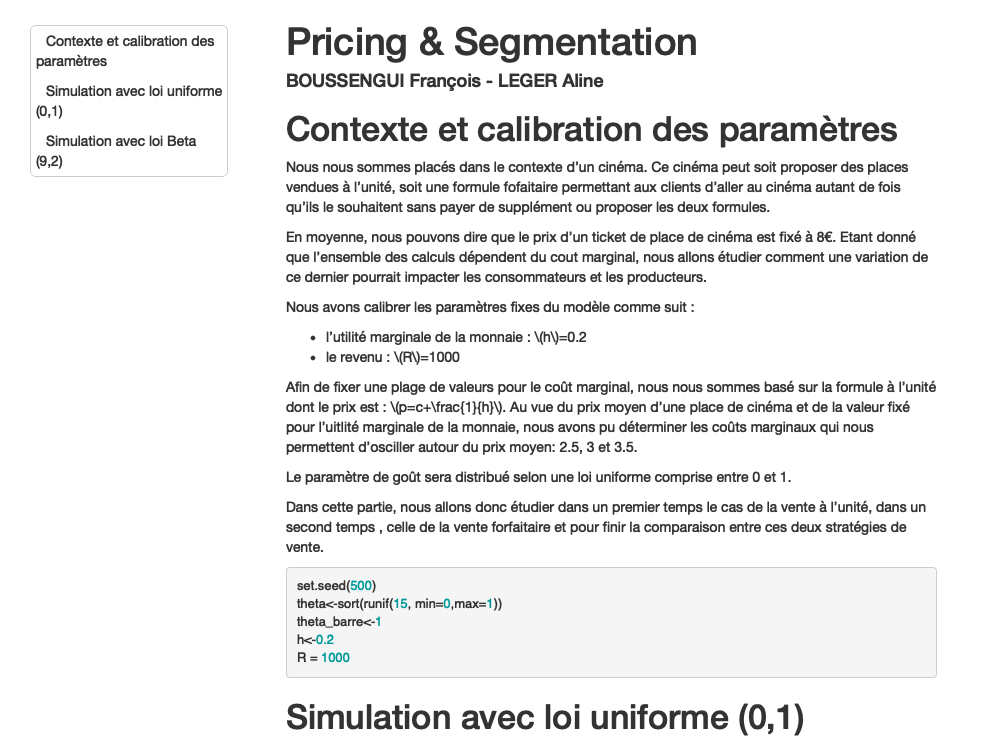 Contexte et calibration des
paramètres
Simulation avec loi uniforme
(0,1)
Simulation avec loi Beta
(9,2)
Pricing & Segmentation
BOUSSENGUI François - LEGER Aline
Contexte et calibration des paramètres
Nous nous sommes placés dans le contexte d'un cinéma. Ce cinéma peut soit proposer des places
vendues à l'unité, soit une formule fofaitaire permettant aux clients d'aller au cinéma autant de fois
qu'ils le souhaitent sans payer de supplément ou proposer les deux formules.
En moyenne, nous pouvons dire que le prix d'un ticket de place de cinéma est fixé à 8€. Etant donné
que l'ensemble des calculs dépendent du cout marginal, nous allons étudier comment une variation de
ce dernier pourrait impacter les consommateurs et les producteurs.
Nous avons calibrer les paramètres fixes du modèle comme suit :
• l'utilité marginale de la monnaie : \(h\)=0.2
• le revenu : \(R\)=1000
Afin de fixer une plage de valeurs pour le coût marginal, nous nous sommes basé sur la formule à l'unité
dont le prix est : \(p=c+\frac{1}{h}\). Au vue du prix moyen d'une place de cinéma et de la valeur fixé
pour l'uitlité marginale de la monnaie, nous avons pu déterminer les coûts marginaux qui nous
permettent d'osciller autour du prix moyen: 2.5, 3 et 3.5.
Le paramètre de goût sera distribué selon une loi uniforme comprise entre 0 et 1.
Dans cette partie, nous allons donc étudier dans un premier temps le cas de la vente à l'unité, dans un
second temps , celle de la vente forfaitaire et pour finir la comparaison entre ces deux stratégies de
vente.
set.seed(500)
theta<-sort(runif(15, min=0,max=1))
theta_barre<-1
h<-0.2
R = 1000
Simulation avec loi uniforme (0,1)